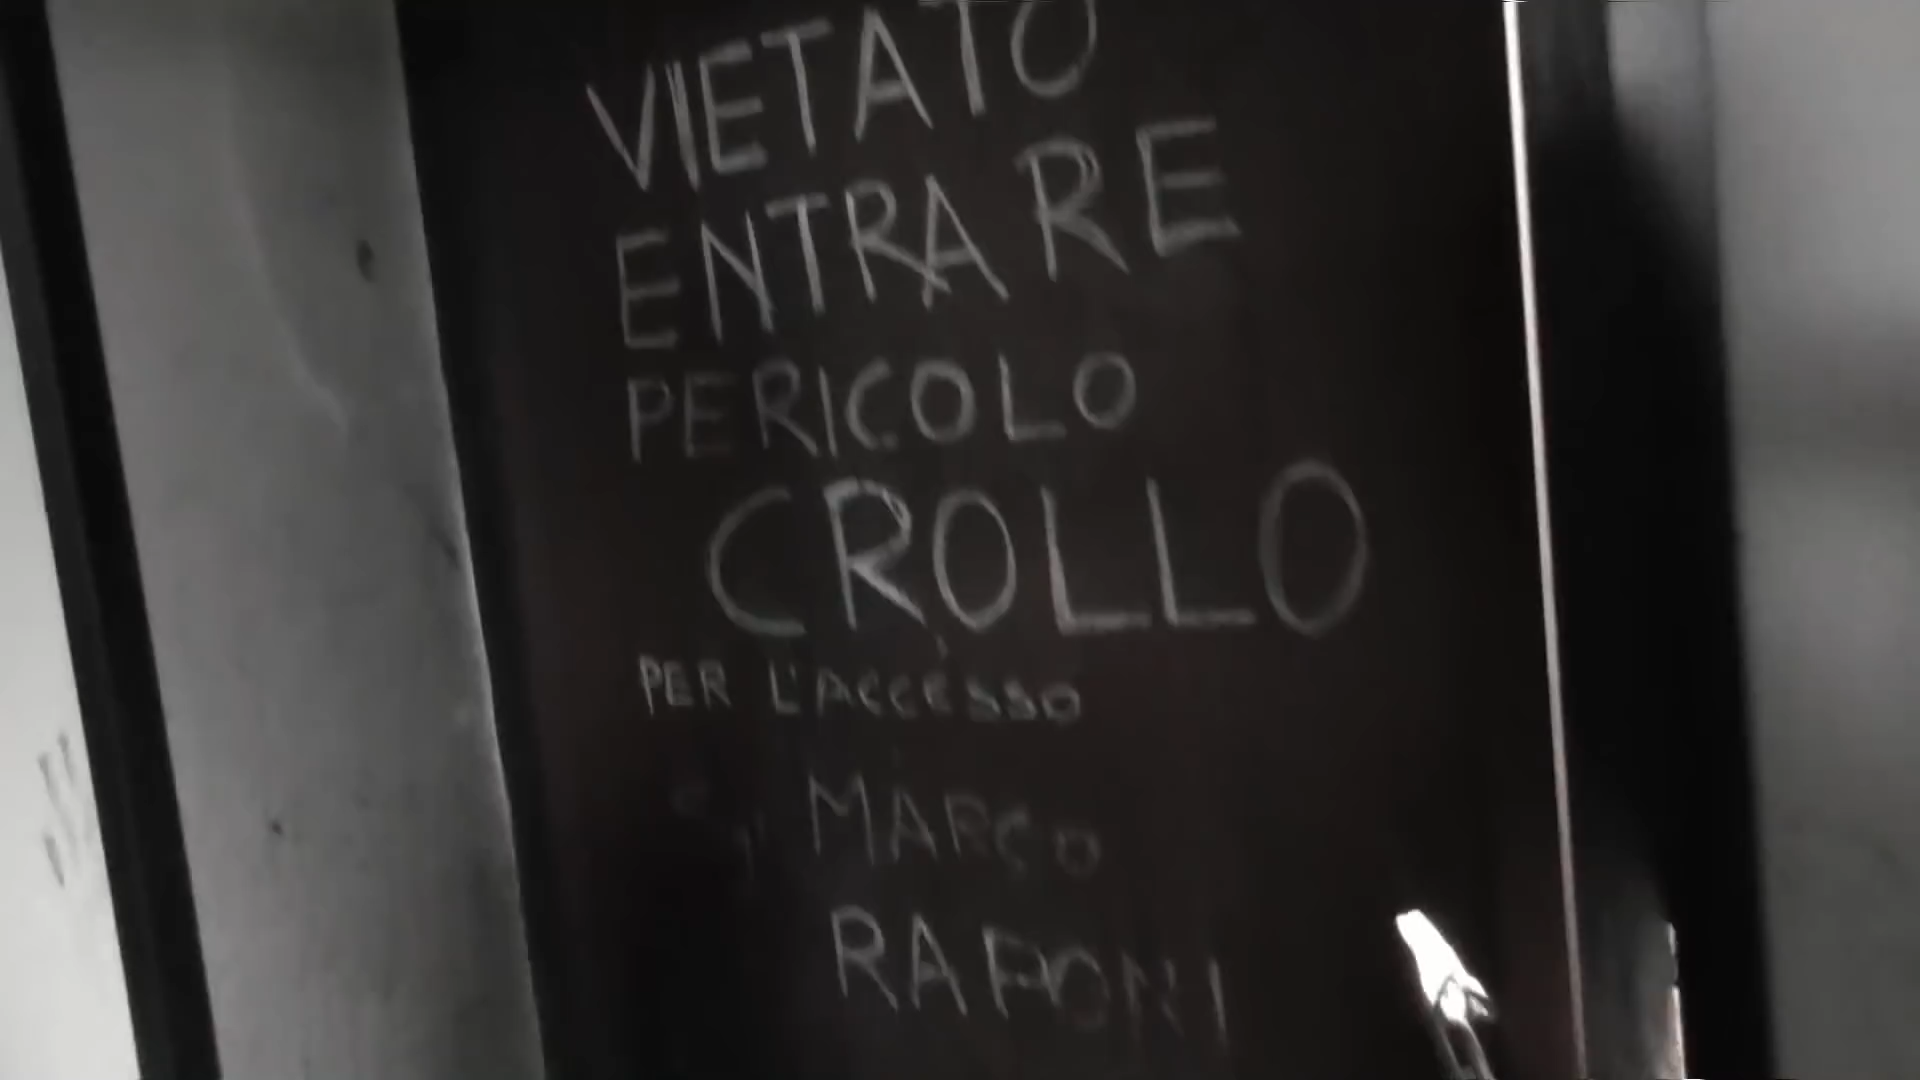 VIETATO
ENTRARE
PERICOLO
CROLLO
PER L'ACCESSO
MARCO
RAPONI